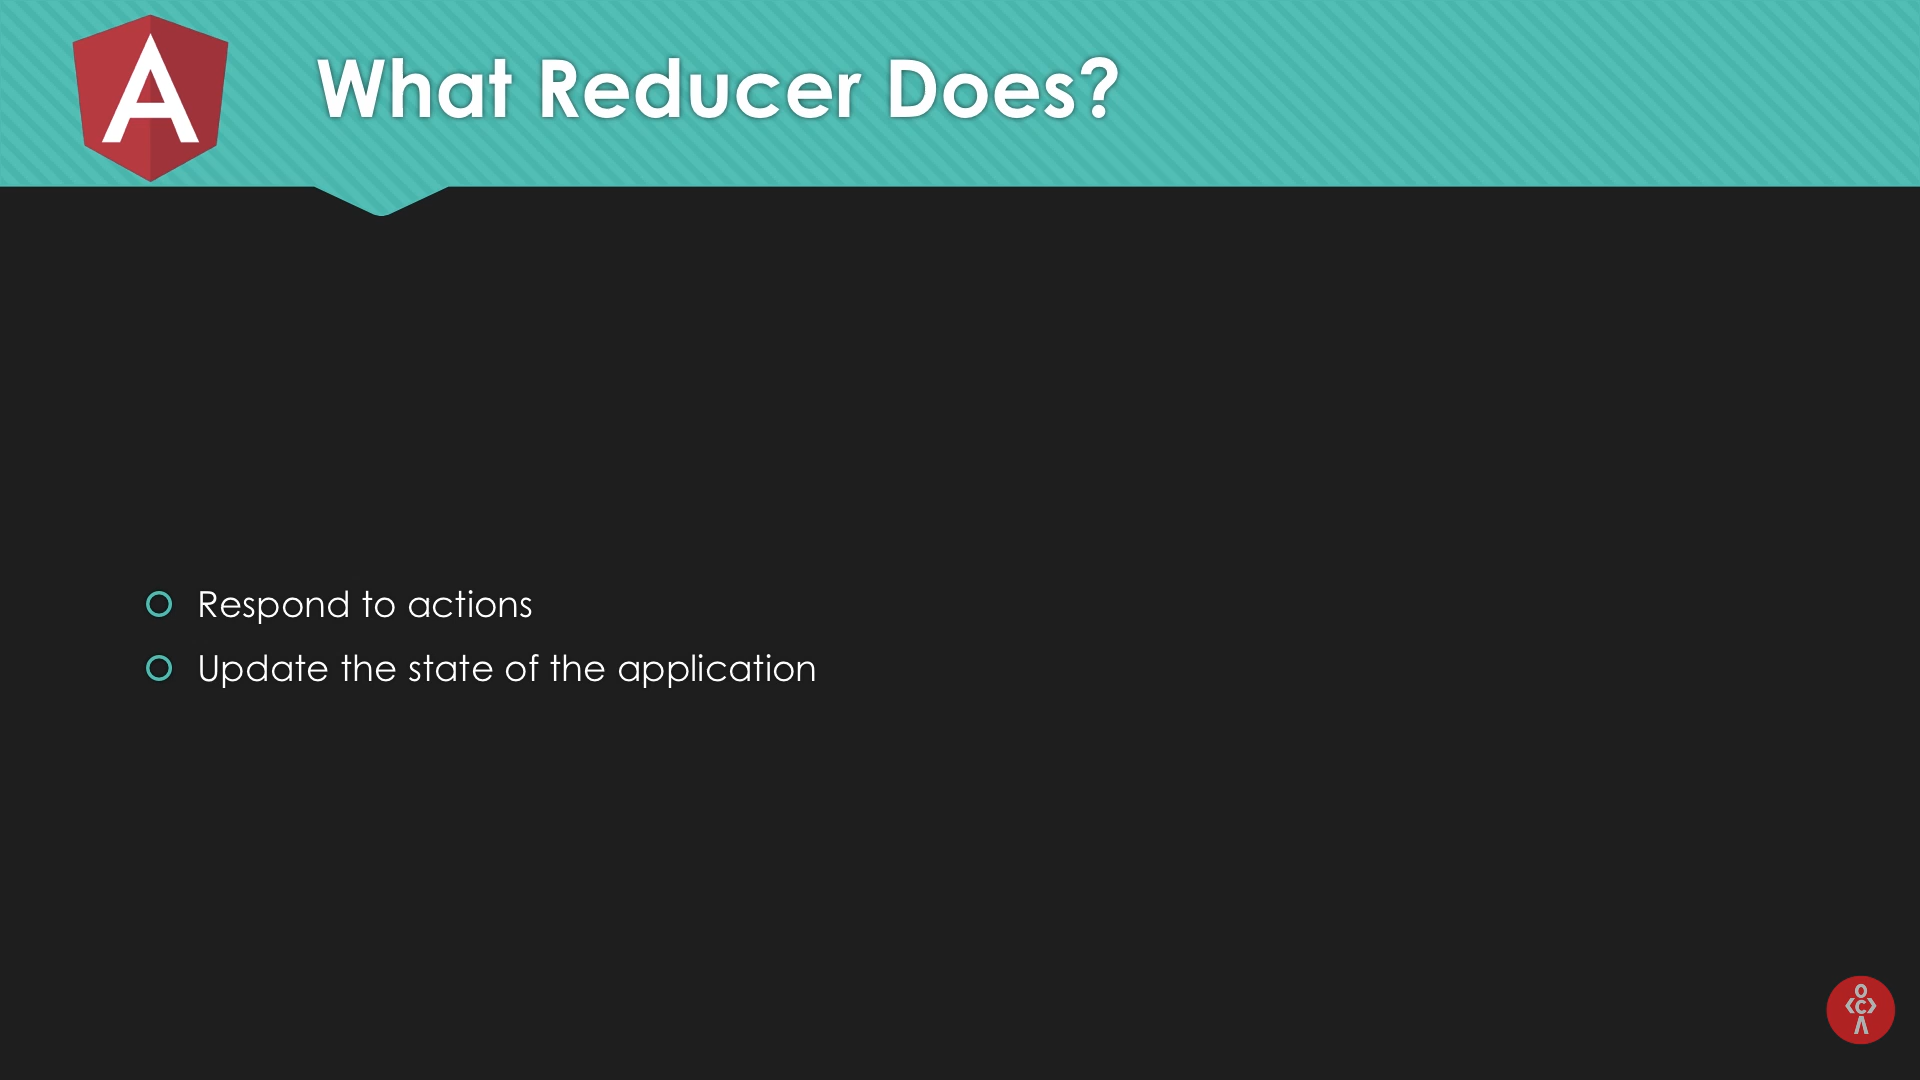 A
What Reducer Does?
Respond to actions
Update the state of the application